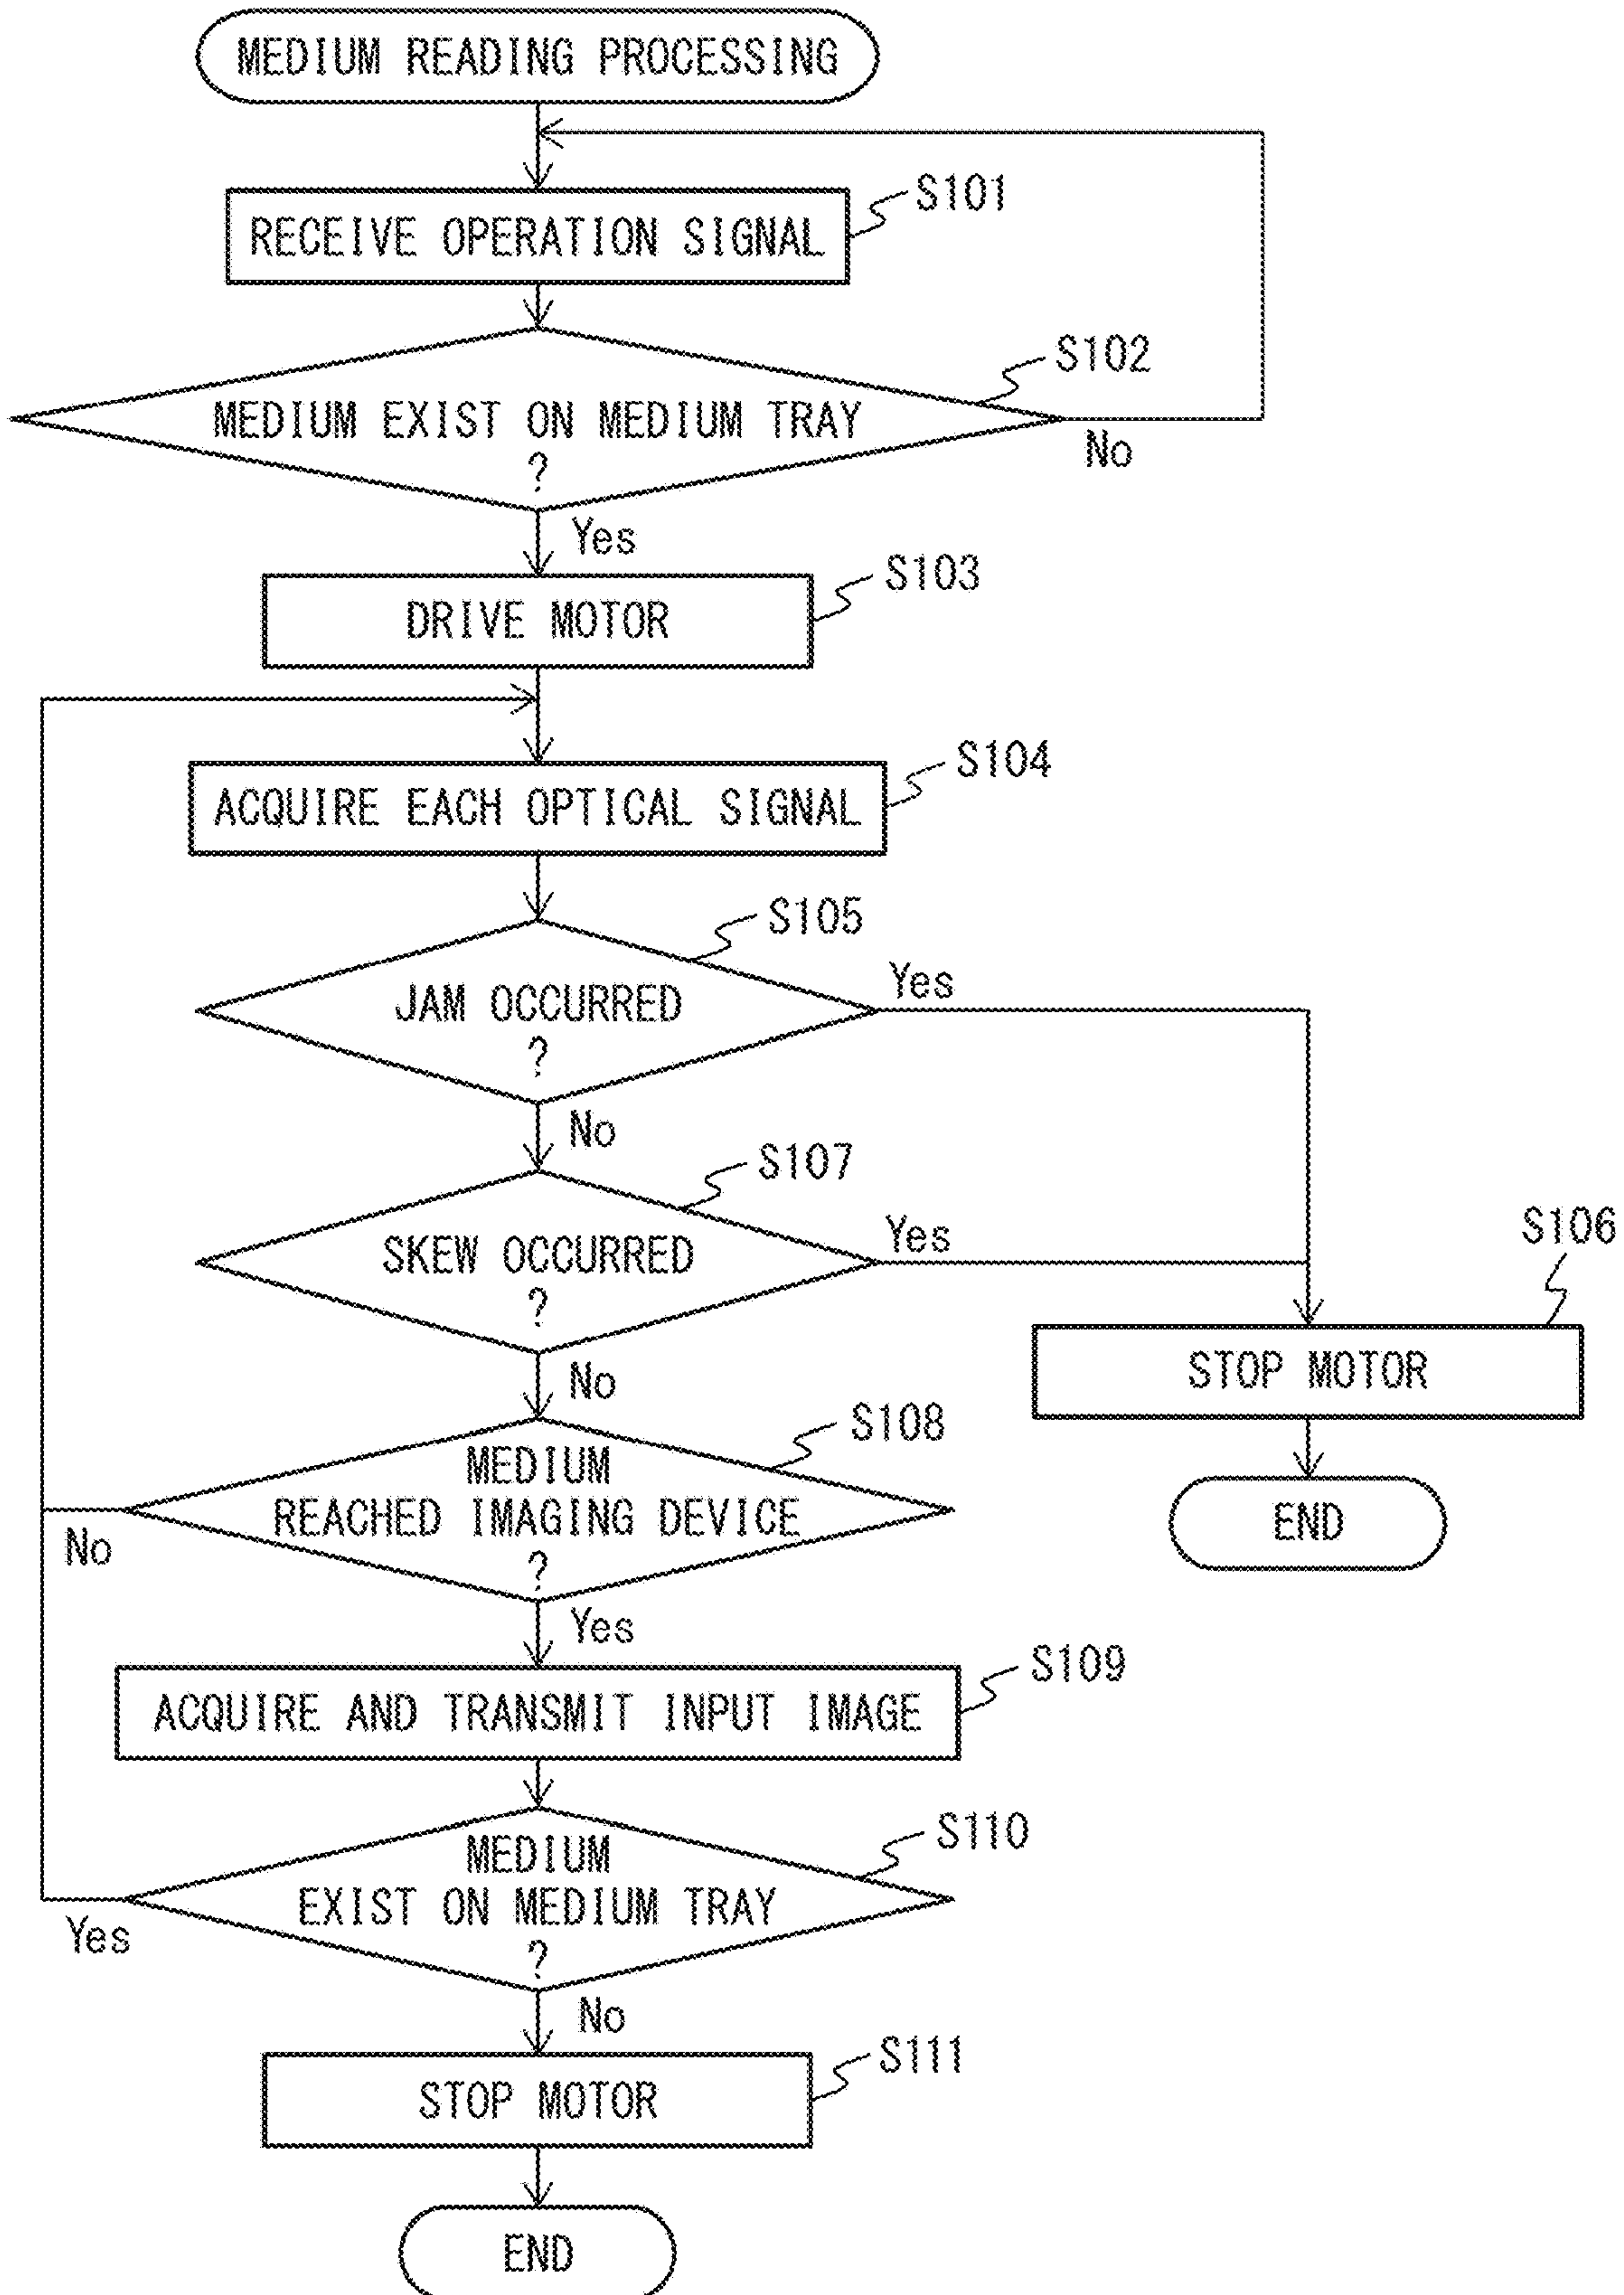 MEDIUM READING PROCESSING
S101
RECEIVE OPERATION SIGNAL
S102
MEDIUM EXIST ON MEDIUM TRAY
?
No
Yes
S103
DRIVE MOTOR
S104
ACQUIRE EACH OPTICAL SIGNAL
S105
JAM OCCURRED
?
Yes
No
S107
SKEW OCCURRED
?
Yes
S106
STOP MOTOR
END
No
S108
MEDIUM
REACHED IMAGING DEVICE
?
No
Yes
S109
ACQUIRE AND TRANSMIT INPUT IMAGE
S110
MEDIUM
EXIST ON MEDIUM TRAY
?
Yes
No
S111
STOP MOTOR
END